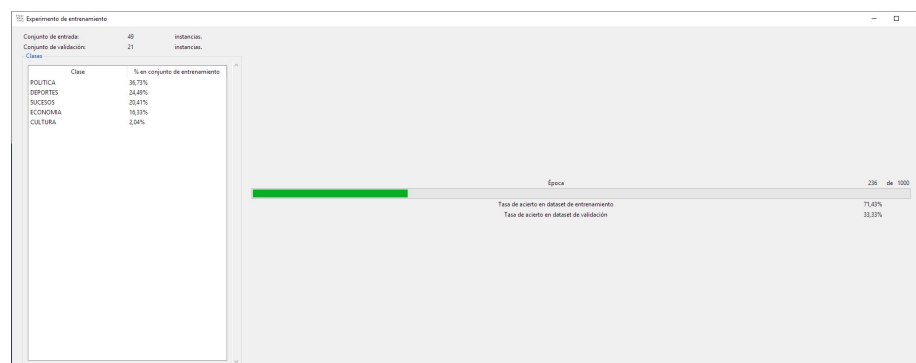 Experimento de entrenamiento
Conjunto de entrada: 49 instancias.
Conjunto de validación: 21 instancias.
Clases
Clase % en conjunto de entrenamiento
POLITICA 36,73%
DEPORTES 24,49%
SUCESOS 20,41%
ECONOMIA 16,33%
CULTURA 2,04%
Época 236 de 1000
Tasa de acierto en dataset de entrenamiento 71,43%
Tasa de acierto en dataset de validación 33,33%